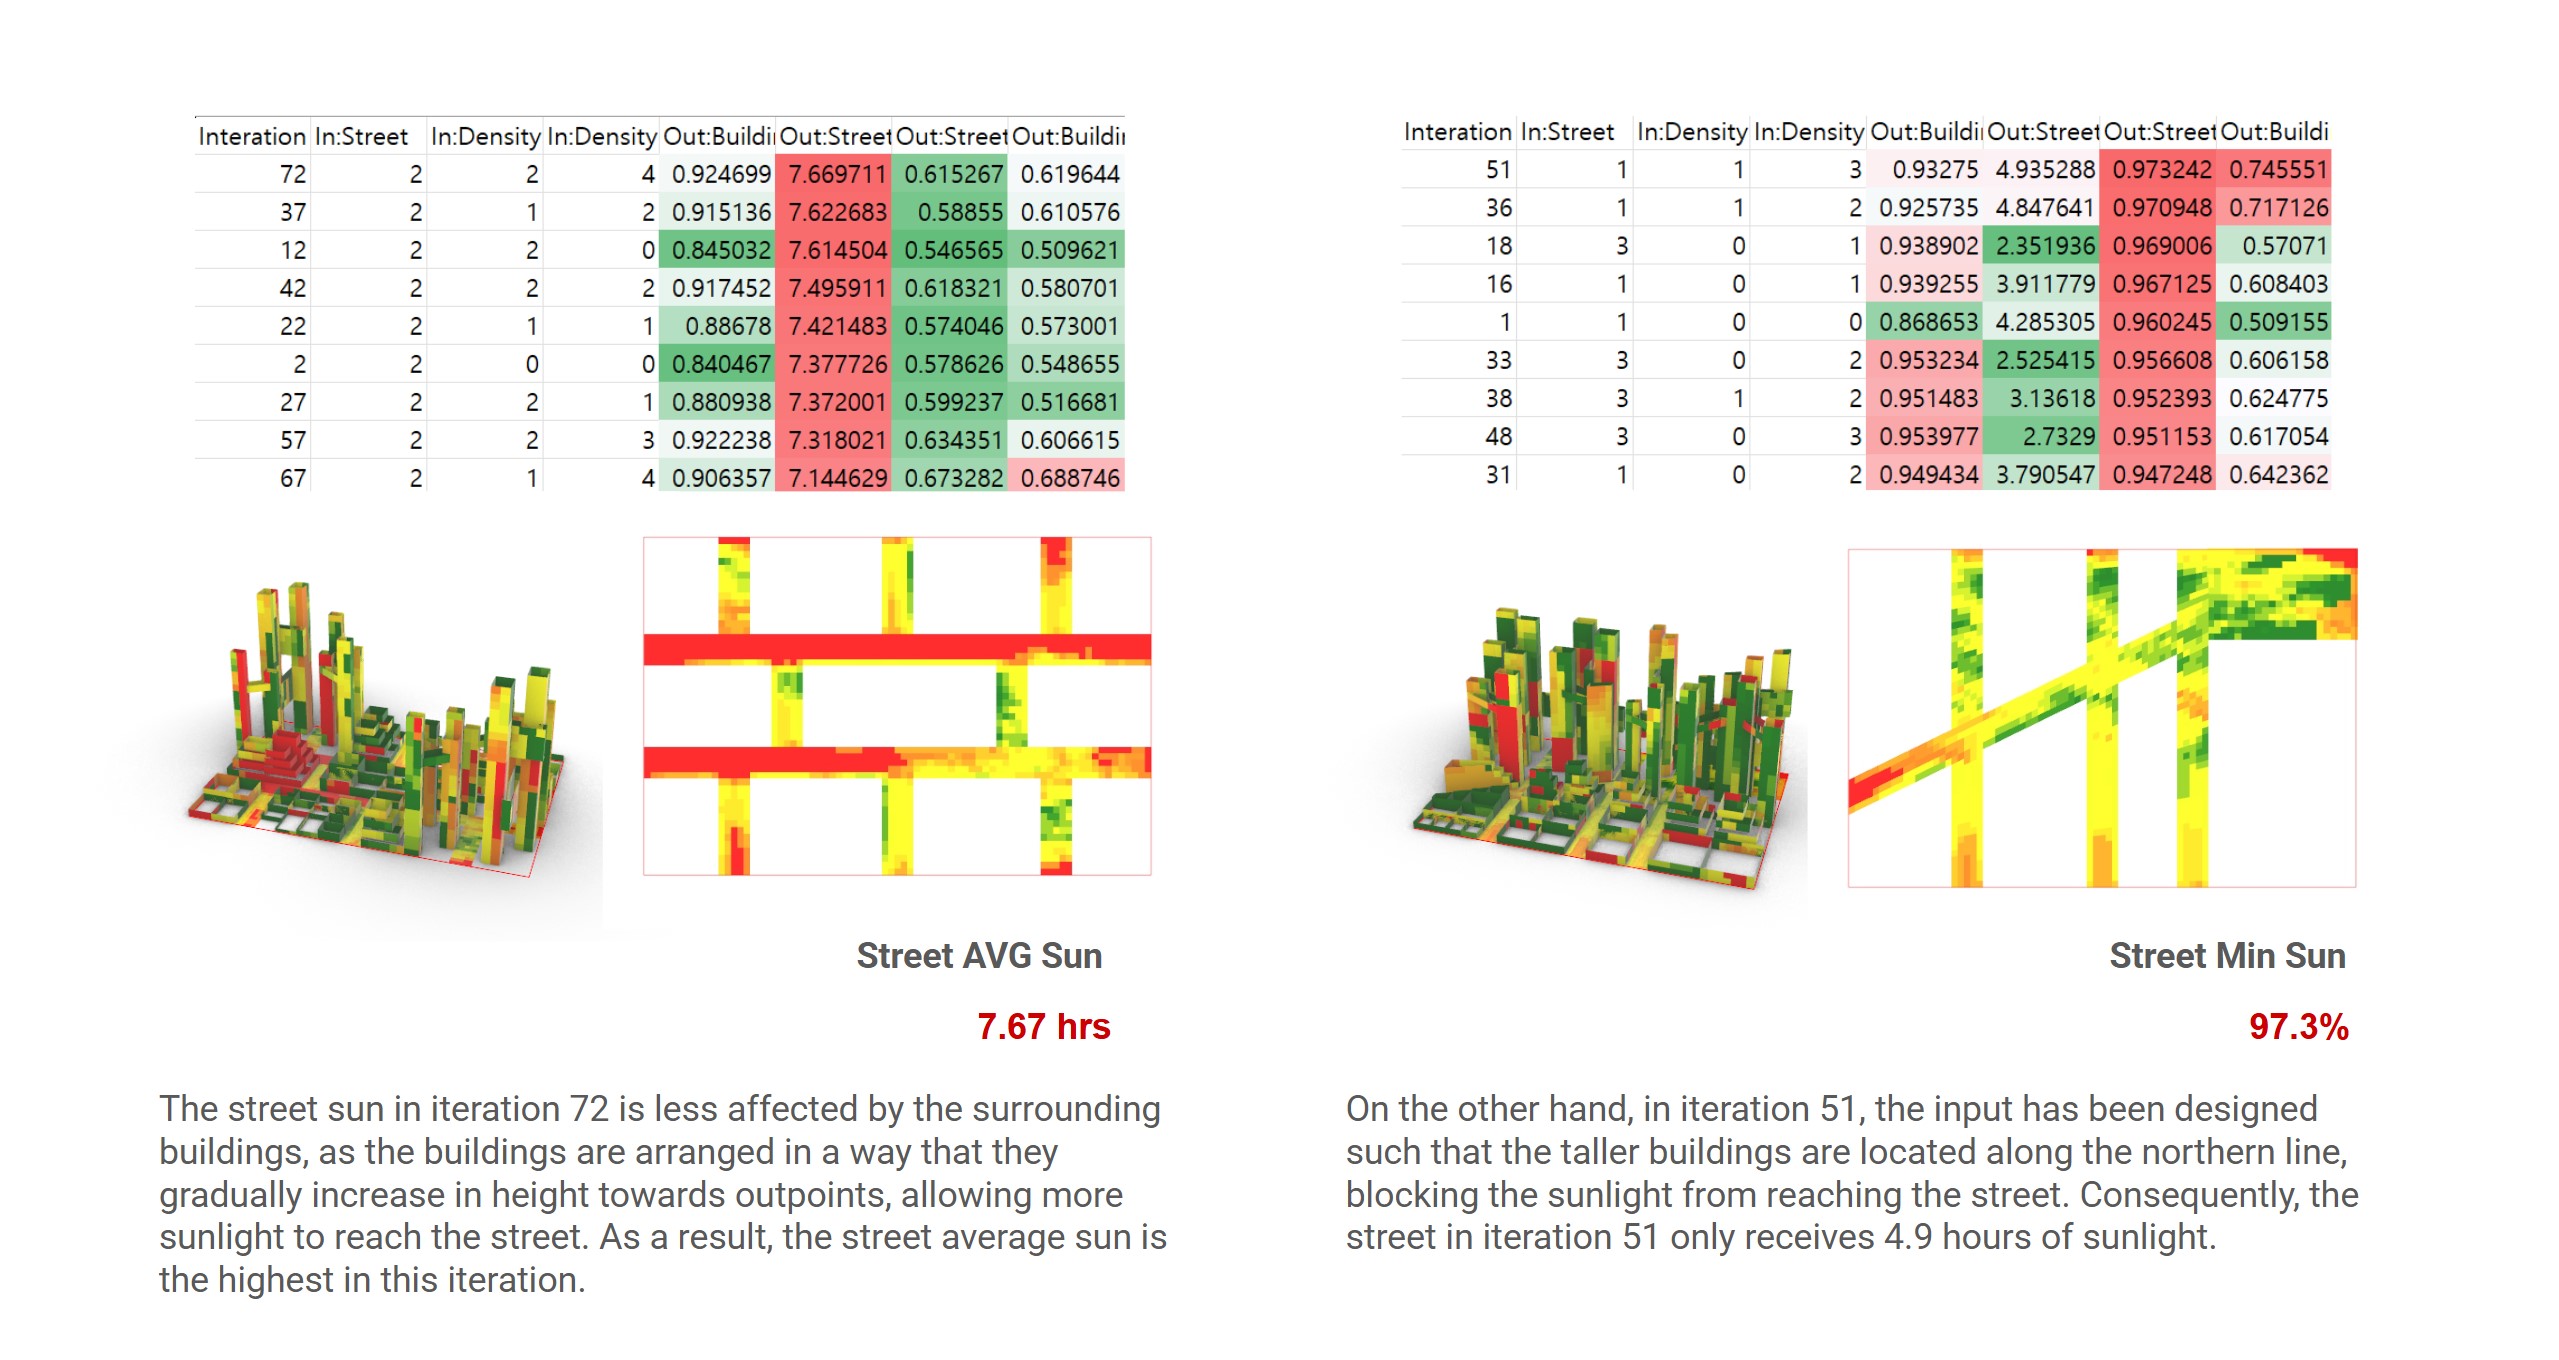 Interation In:Street In:Density In:Density Out:Buildi Out:Street Out:Street Out:Buildi
72 2 2 4 0.924699 7.669711 0.615267 0.619644
37 2 1 2 0.915136 7.622683 0.58855 0.610576
12 2 2 0 0.845032 7.614504 0.546565 0.509621
42 2 2 2 0.917452 7.495911 0.618321 0.580701
22 2 1 1 0.88678 7.421483 0.574046 0.573001
2 2 0 0 0.840467 7.377726 0.578626 0.548655
27 2 2 1 0.880938 7.372001 0.599237 0.516681
57 2 2 3 0.922238 7.318021 0.634351 0.606615
67 2 1 4 0.906357 7.144629 0.673282 0.688746
Street AVG Sun
7.67 hrs
The street sun in iteration 72 is less affected by the surrounding
buildings, as the buildings are arranged in a way that they
gradually increase in height towards outpoints, allowing more
sunlight to reach the street. As a result, the street average sun is
the highest in this iteration.
Interation In:Street In:Density In:Density Out:Buildi Out:Street Out:Street Out:Buildi
51 1 1 3 0.93275 4.935288 0.973242 0.745551
36 1 1 2 0.925735 4.847641 0.970948 0.717126
18 3 0 1 0.938902 2.351936 0.969006 0.57071
16 1 0 1 0.939255 3.911779 0.967125 0.608403
1 1 0 0 0.868653 4.285305 0.960245 0.509155
33 3 0 2 0.953234 2.525415 0.956608 0.606158
38 3 1 2 0.951483 3.13618 0.952393 0.624775
48 3 0 3 0.953977 2.7329 0.951153 0.617054
31 1 0 2 0.949434 3.790547 0.947248 0.642362
Street Min Sun
97.3%
On the other hand, in iteration 51, the input has been designed
such that the taller buildings are located along the northern line,
blocking the sunlight from reaching the street. Consequently, the
street in iteration 51 only receives 4.9 hours of sunlight.